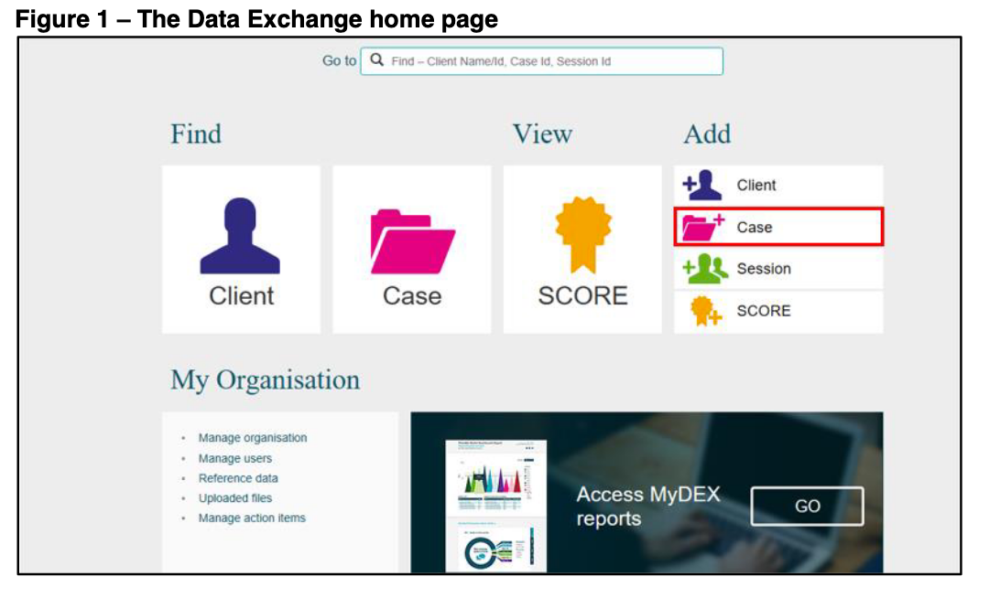 Figure 1 – The Data Exchange home page
Go to Find – Client Name/Id, Case Id, Session Id
Find View Add
Client
Case
Session
SCORE
Client Case SCORE
My Organisation
Manage organisation
Manage users
Reference data
Uploaded files
Manage action items
Access MyDEX
reports
GO